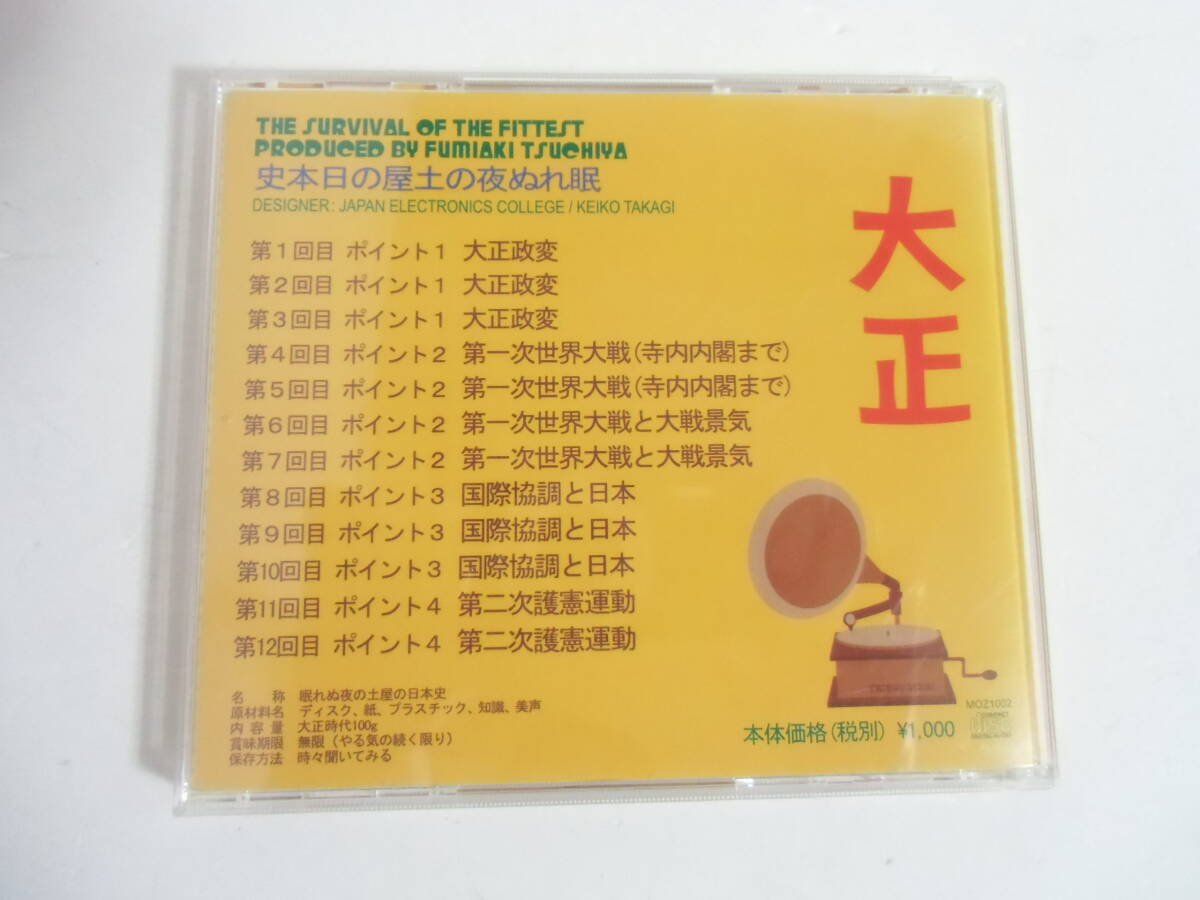 THE SURVIVAL OF THE FITTEST
PRODUCED BY FUMIAKI TSUCHIYA
史本日の屋土の夜ぬれ眠
DESIGNER: JAPAN ELECTRONICS COLLEGE / KEIKO TAKAGI
大正
第1回目 ポイント1 大正政変
第2回目 ポイント1 大正政変
第3回目 ポイント1 大正政変
第4回目 ポイント2 第一次世界大戦(寺内内閣まで)
第5回目 ポイント2 第一次世界大戦(寺内内閣まで)
第6回目 ポイント2 第一次世界大戦と大戦景気
第7回目 ポイント2 第一次世界大戦と大戦景気
第8回目 ポイント3 国際協調と日本
第9回目 ポイント3 国際協調と日本
第10回目 ポイント3 国際協調と日本
第11回目 ポイント4 第二次護憲運動
第12回目 ポイント4 第二次護憲運動
名称 眠れぬ夜の土屋の日本史
原材料名 ディスク、紙、プラスチック、知識、美声
内容量 大正時代100g
賞味期限 無限(やる気の続く限り)
保存方法 時々聞いてみる
MOZ1002
本体価格(税別) ¥1,000
COMPACT
disc